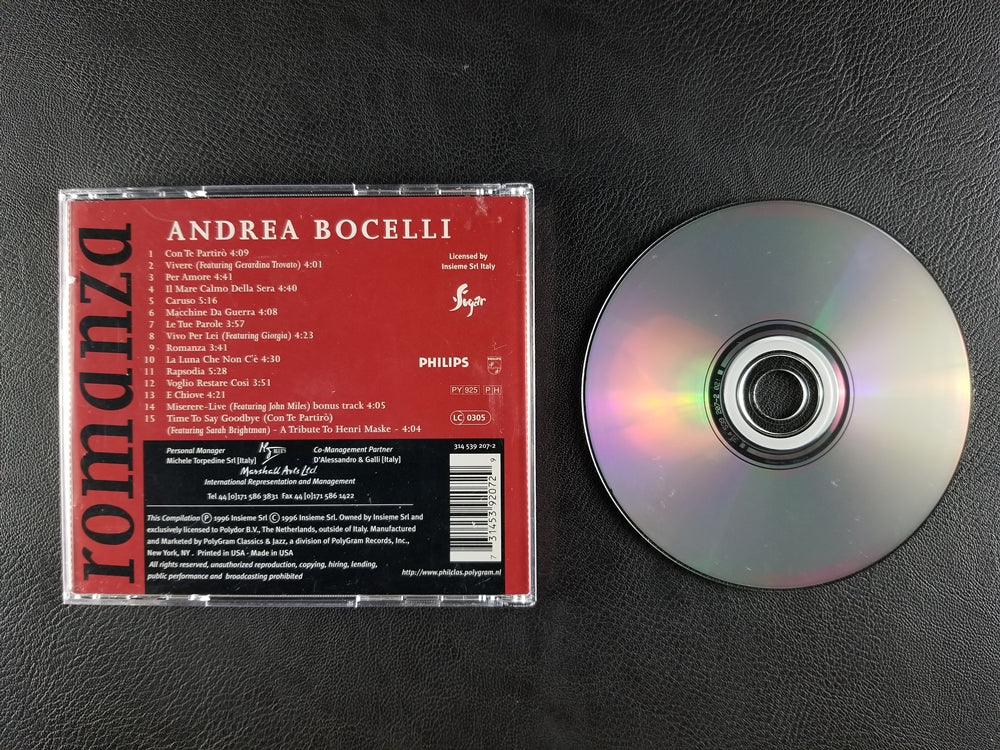 romanza
ANDREA BOCELLI
1 Con Te Partirò 4:09
2 Vivere (Featuring Gerardina Trovato) 4:01
3 Per Amore 4:41
4 Il Mare Calmo Della Sera 4:40
5 Caruso 5:16
6 Macchine Da Guerra 4:08
7 Le Tue Parole 3:57
8 Vivo Per Lei (Featuring Giorgia) 4:23
9 Romanza 3:41
10 La Luna Che Non C'è 4:30
11 Rapsodia 5:28
12 Voglio Restare Così 3:51
13 E Chiove 4:21
14 Miserere-Live (Featuring John Miles) bonus track 4:05
15 Time To Say Goodbye (Con Te Partirò)
(Featuring Sarah Brightman) - A Tribute To Henri Maske - 4:04
Licensed by
Insieme Srl Italy
Sugar
PHILIPS
PY 925 P H
LC 0305
314 539 207-2
Personal Manager
Michele Torpedine Srl [Italy]
Co-Management Partner
D'Alessandro & Galli [Italy]
Marshall Arts Ltd.
International Representation and Management
Tel 44 [0]171 586 3831 Fax 44 [0]171 586 1422
This Compilation ℗ 1996 Insieme Srl © 1996 Insieme Srl. Owned by Insieme Srl and
exclusively licensed to Polydor B.V., The Netherlands, outside of Italy. Manufactured
and Marketed by PolyGram Classics & Jazz, a division of PolyGram Records, Inc.,
New York, NY . Printed in USA - Made in USA
All rights reserved, unauthorized reproduction, copying, hiring, lending,
public performance and broadcasting prohibited
7 31453 92072 9
http://www.philclas.polygram.nl